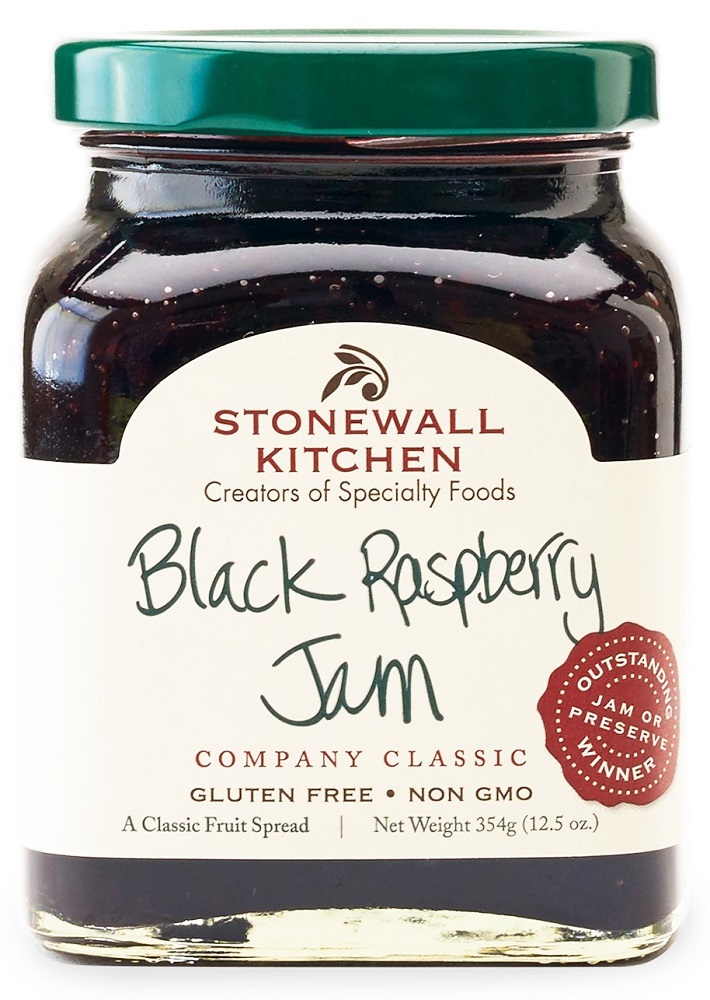 STONEWALL
KITCHEN
Creators of Specialty Foods
Black Raspberry
Jam
COMPANY CLASSIC
GLUTEN FREE • NON GMO
A Classic Fruit Spread | Net Weight 354g (12.5 oz.)
OUTSTANDING
JAM OR
PRESERVE
WINNER